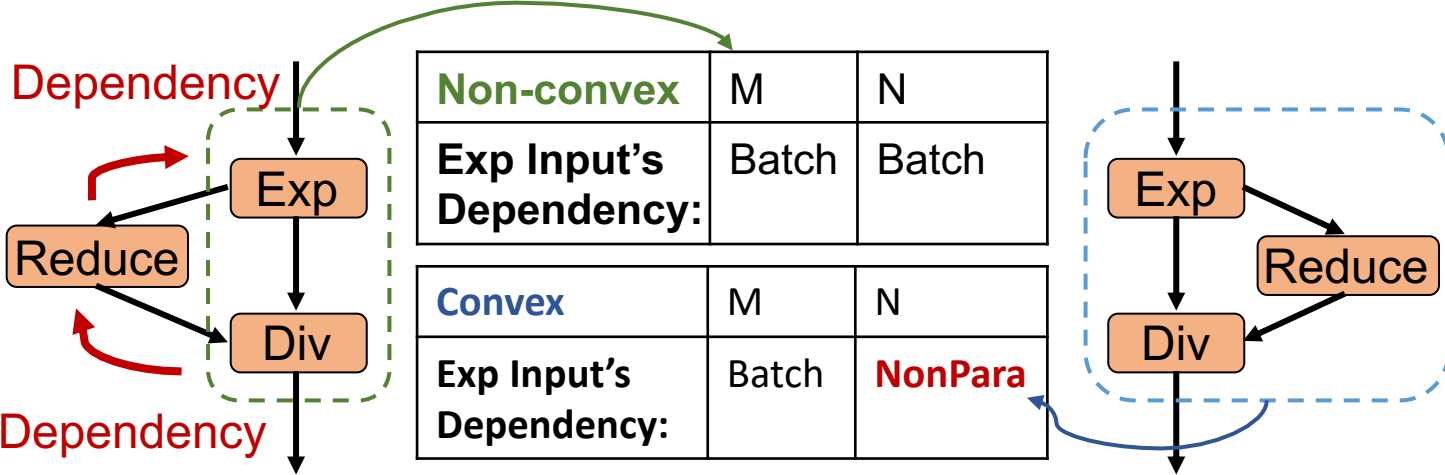 Dependency
Exp
Reduce
Div
Dependency
Non-convex M N
Exp Input's Batch Batch
Dependency:
Convex M N
Exp Input's Batch NonPara
Dependency:
Exp
Reduce
Div